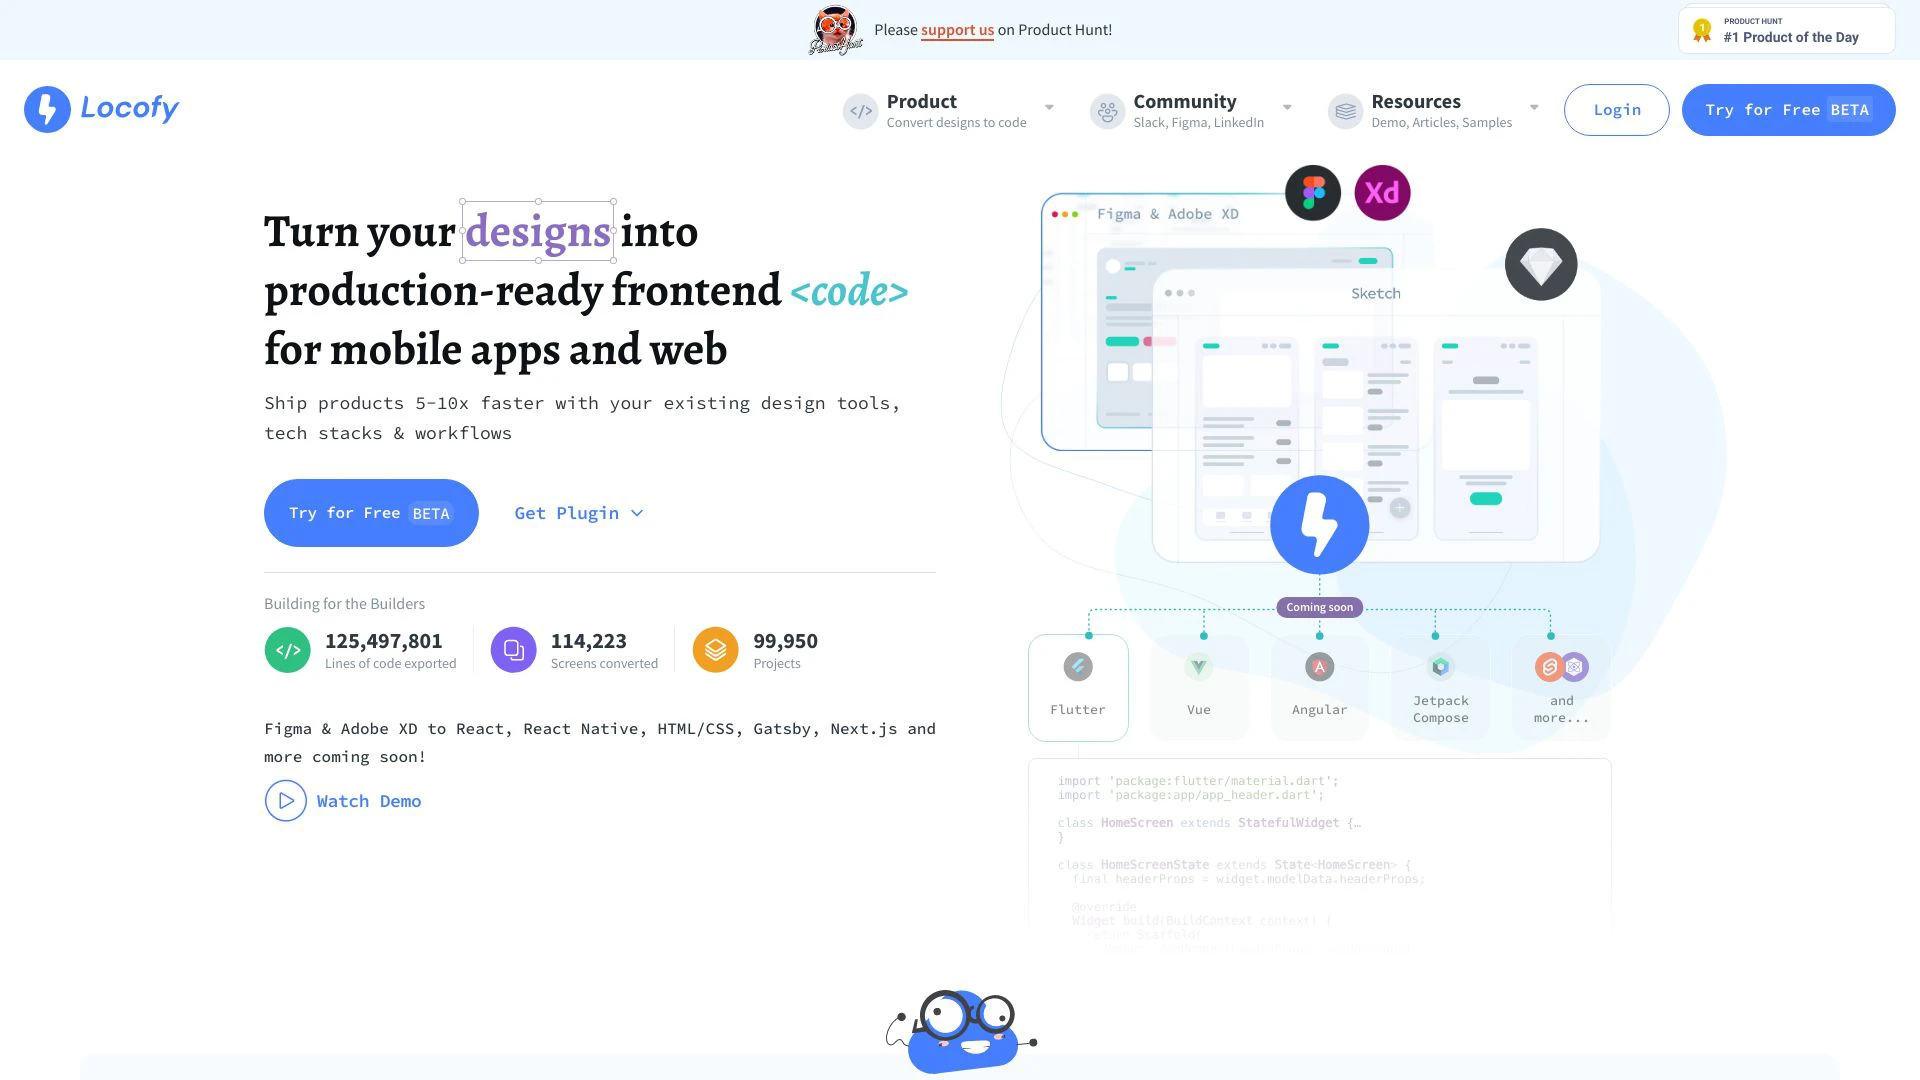 Please support us on Product Hunt!
1
PRODUCT HUNT
#1 Product of the Day
Locofy
</> Product
Convert designs to code
Community
Slack, Figma, LinkedIn
Resources
Demo, Articles, Samples
Login
Try for Free BETA
Turn your designs into
production-ready frontend <code>
for mobile apps and web
Ship products 5-10x faster with your existing design tools,
tech stacks & workflows
Try for Free BETA
Get Plugin
Building for the Builders
</> 125,497,801
Lines of code exported
114,223
Screens converted
99,950
Projects
Figma & Adobe XD to React, React Native, HTML/CSS, Gatsby, Next.js and
more coming soon!
Watch Demo
Figma & Adobe XD
Xd
Sketch
Coming soon
Flutter
Vue
Angular
Jetpack
Compose
and
more...
import 'package:flutter/material.dart';
import 'package:app/app_header.dart';
class HomeScreen extends StatefulWidget {…
}
class HomeScreenState extends State<HomeScreen> {
final headerProps = widget.modelData.headerProps;
@override
Widget build(BuildContext context) {
return Scaffold(